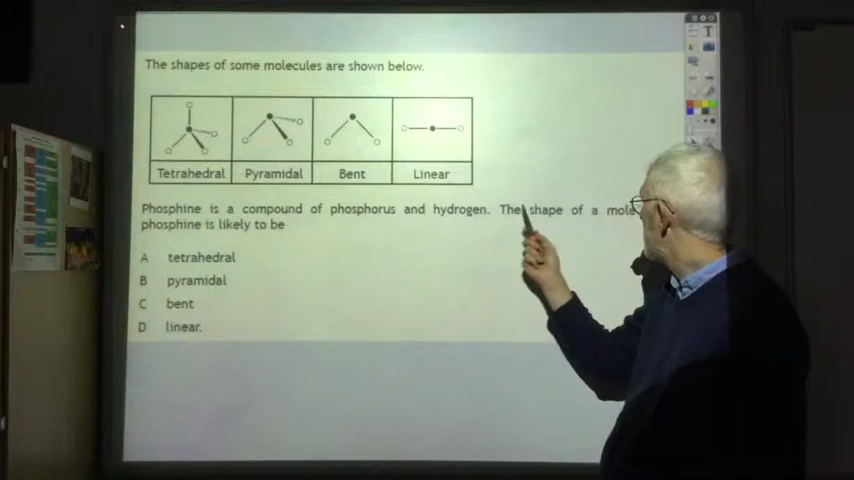 The shapes of some molecules are shown below.
Tetrahedral Pyramidal Bent Linear
Phosphine is a compound of phosphorus and hydrogen. The shape of a
phosphine is likely to be
A tetrahedral
B pyramidal
C bent
D linear.
T